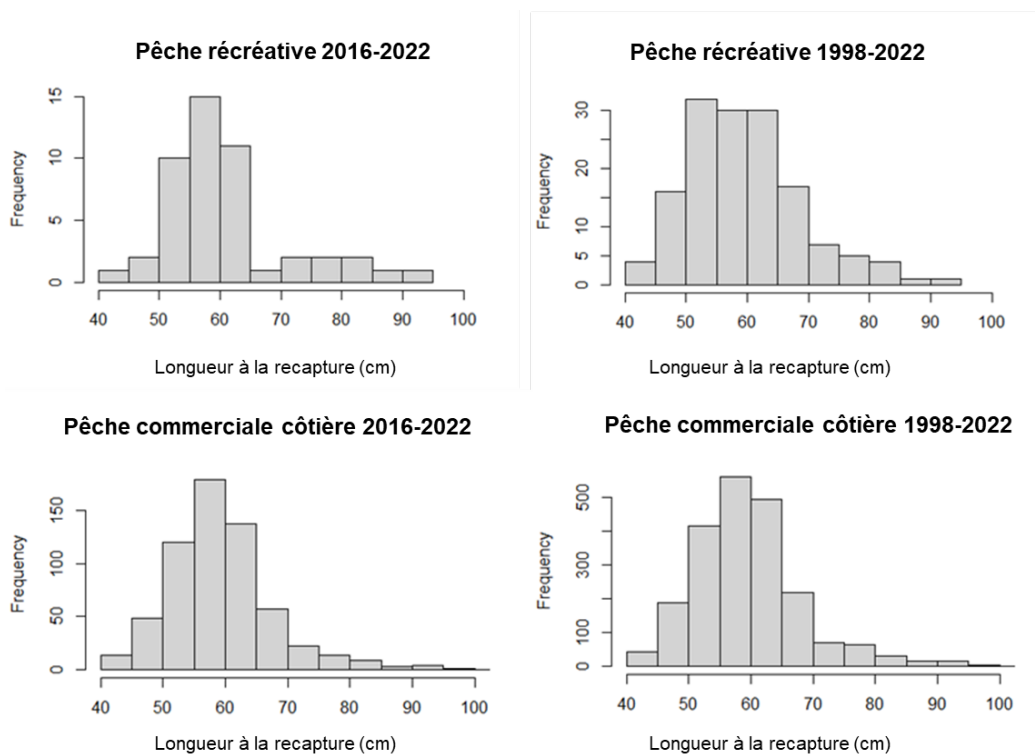 Pêche récréative 2016-2022
Frequency
15
10
5
0
40 50 60 70 80 90 100
Longueur à la recapture (cm)
Pêche récréative 1998-2022
Frequency
30
20
10
5
0
40 50 60 70 80 90 100
Longueur à la recapture (cm)
Pêche commerciale côtière 2016-2022
Frequency
150
100
50
0
40 50 60 70 80 90 100
Longueur à la recapture (cm)
Pêche commerciale côtière 1998-2022
Frequency
500
300
100
0
40 50 60 70 80 90 100
Longueur à la recapture (cm)